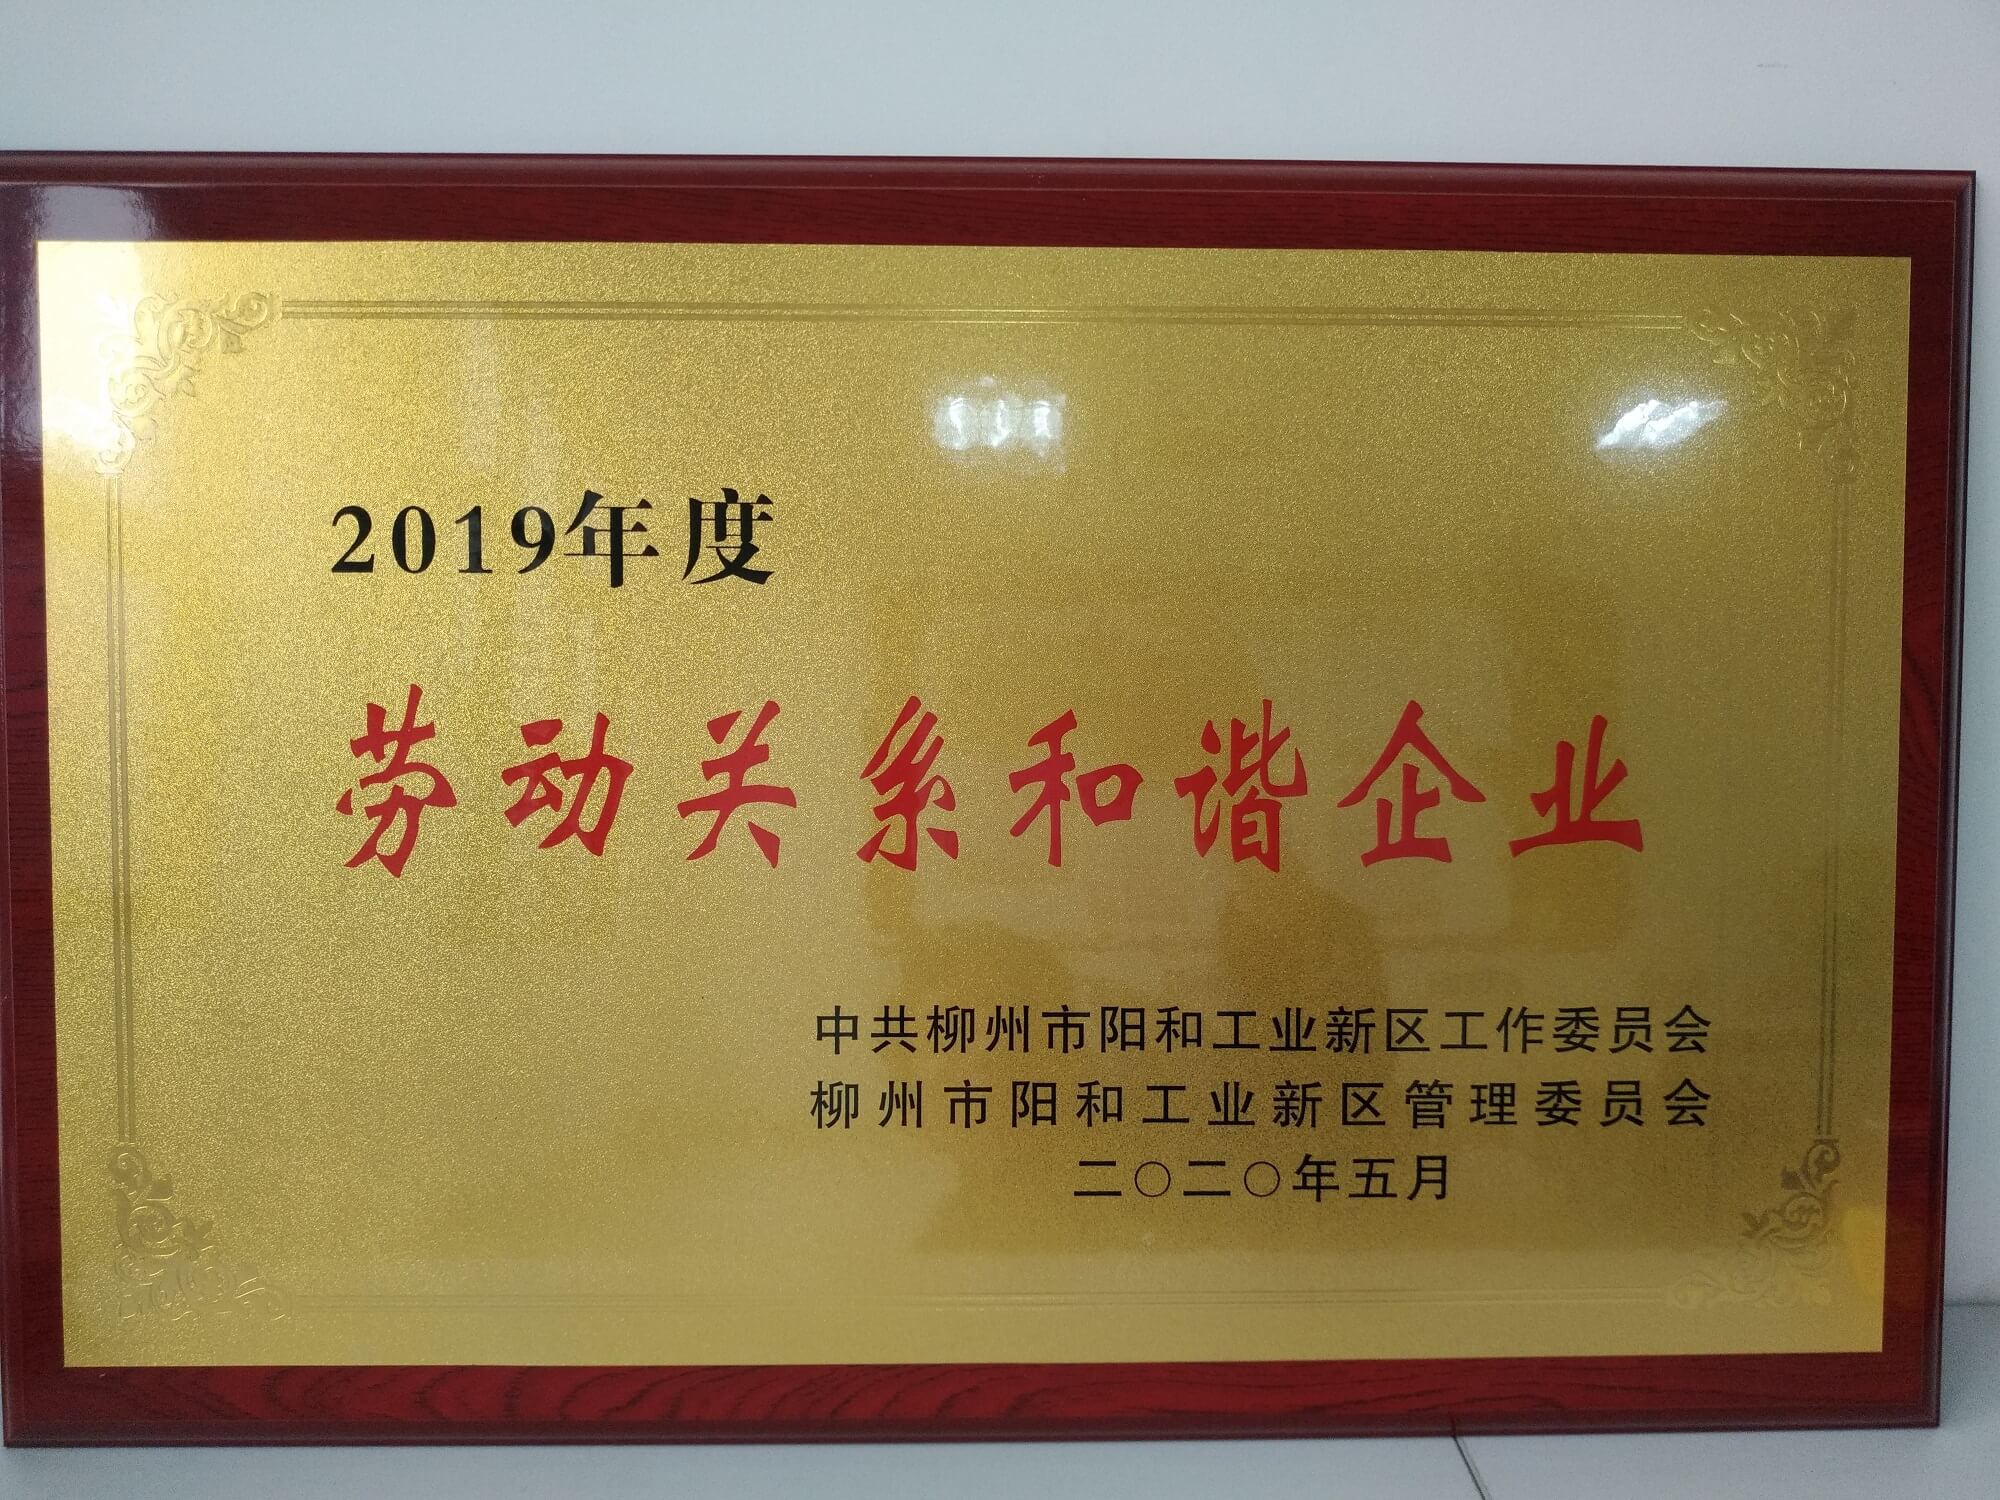 2019年度
劳动关系和谐企业
中共柳州市阳和工业新区工作委员会
柳州市阳和工业新区管理委员会
二〇二〇年五月